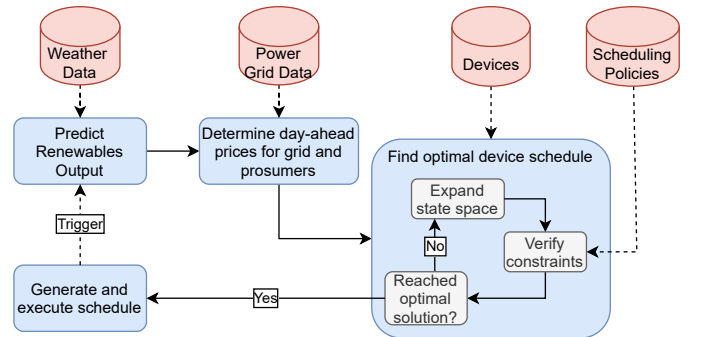 Weather
Data
Power
Grid Data
Devices
Scheduling
Policies
Predict
Renewables
Output
Determine day-ahead
prices for grid and
prosumers
Find optimal device schedule
Expand
state space
Trigger
No
Verify
constraints
Generate and
execute schedule
Yes
Reached
optimal
solution?